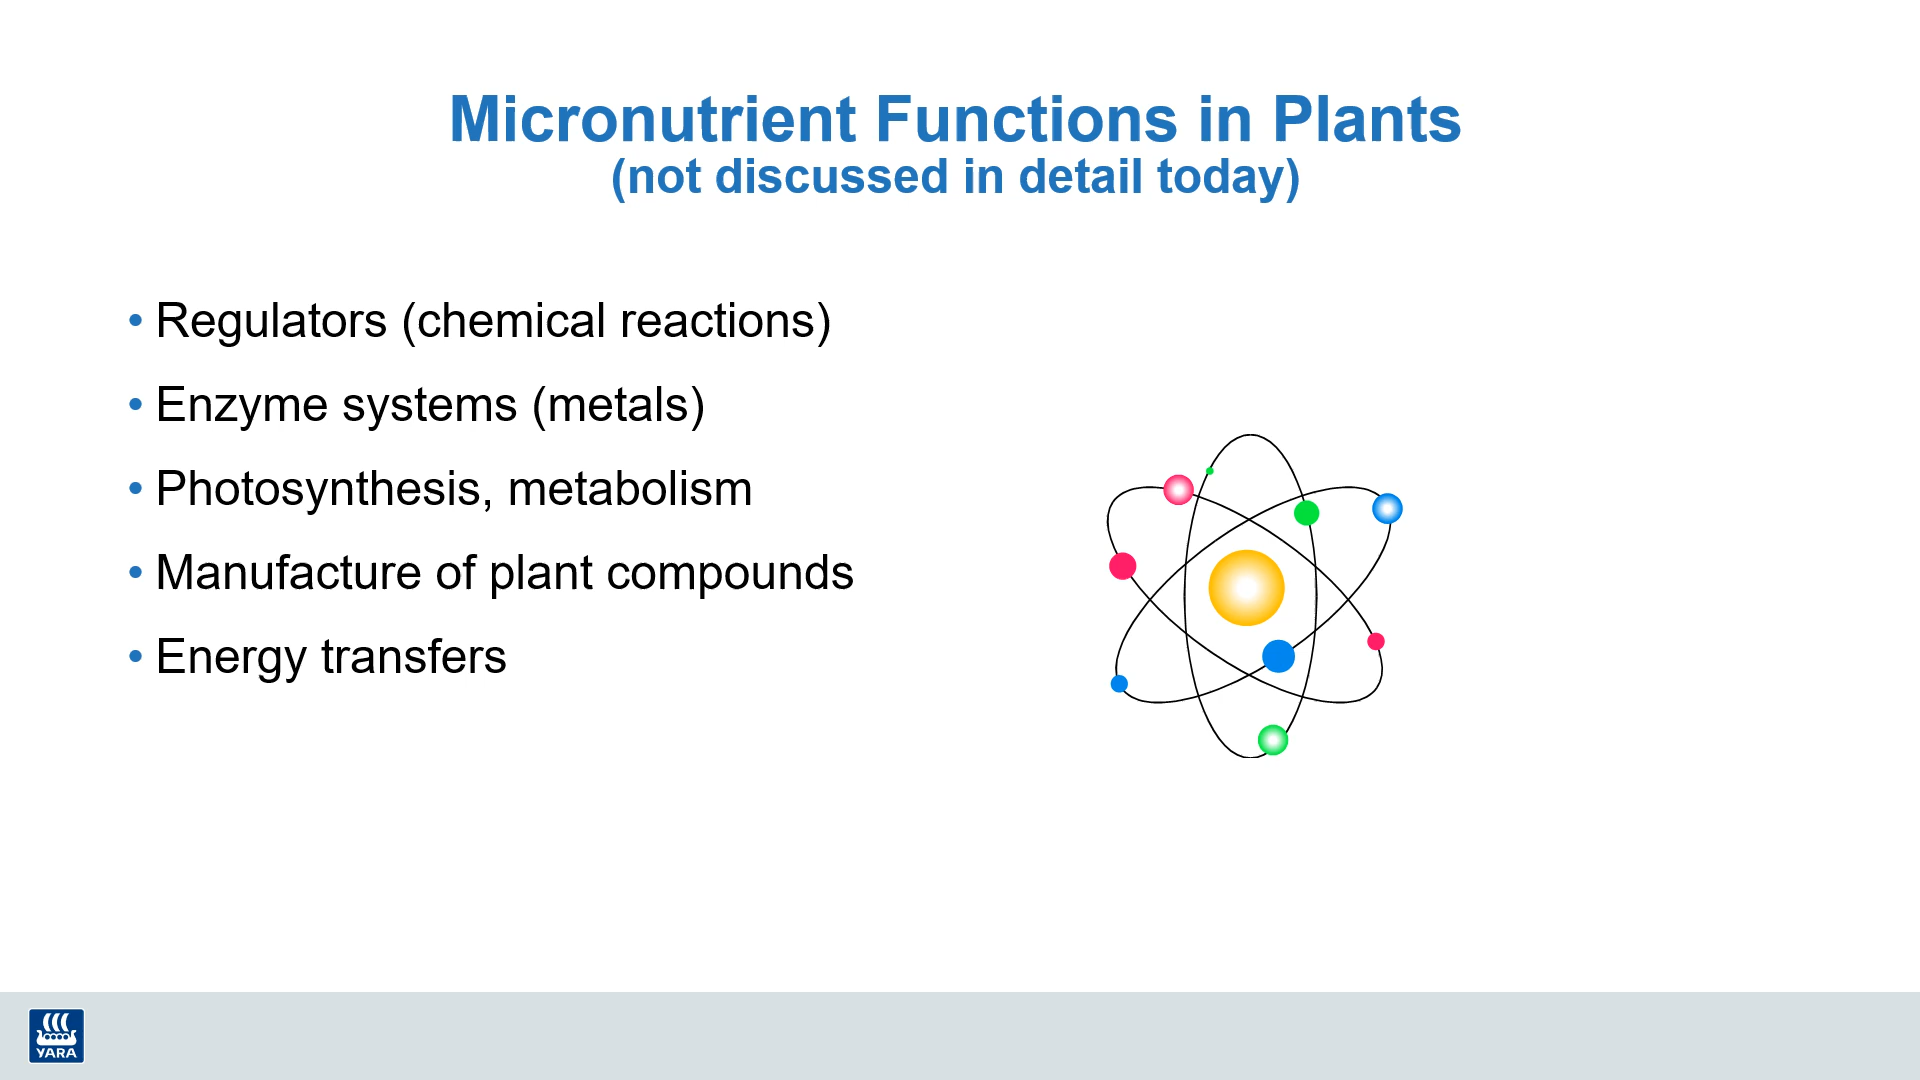 Micronutrient Functions in Plants
(not discussed in detail today)
• Regulators (chemical reactions)
• Enzyme systems (metals)
• Photosynthesis, metabolism
• Manufacture of plant compounds
• Energy transfers
YARA